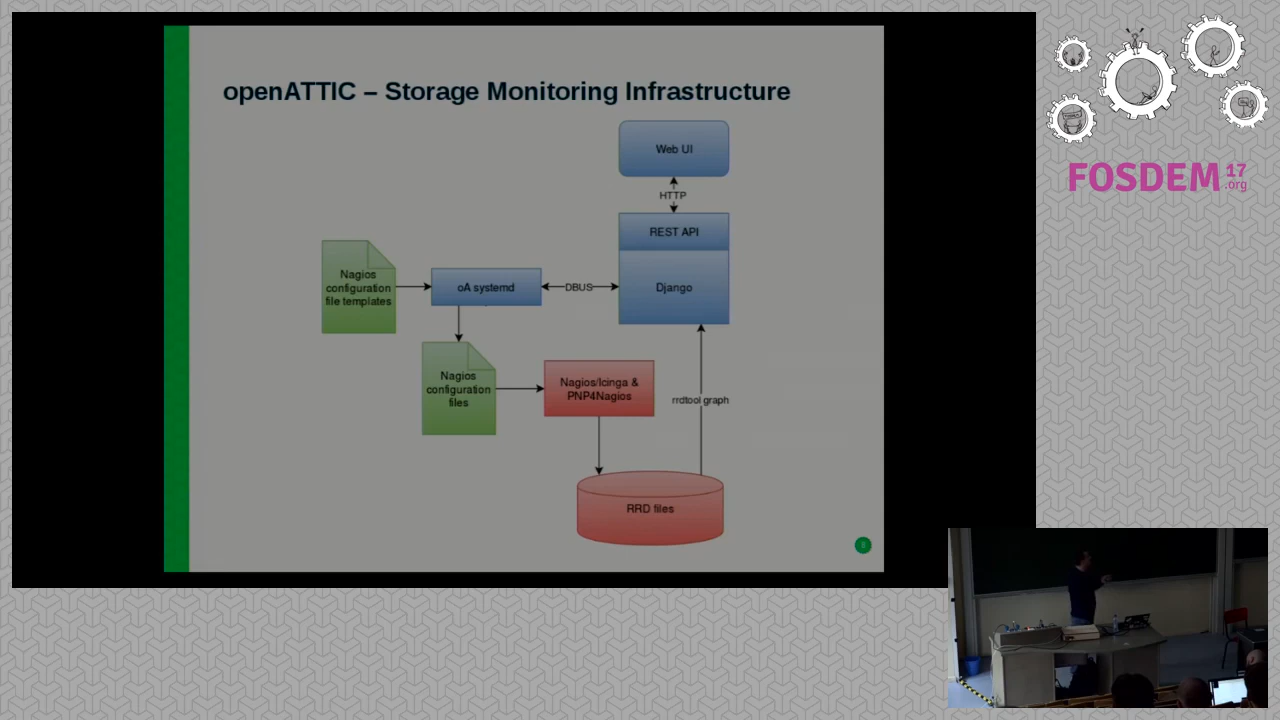 openATTIC – Storage Monitoring Infrastructure
Web UI
HTTP
REST API
Django
Nagios
configuration
file templates
oA systemd
DBUS
Nagios
configuration
files
Nagios/Icinga &
PNP4Nagios
rrdtool graph
RRD files
FOSDEM 17
.org